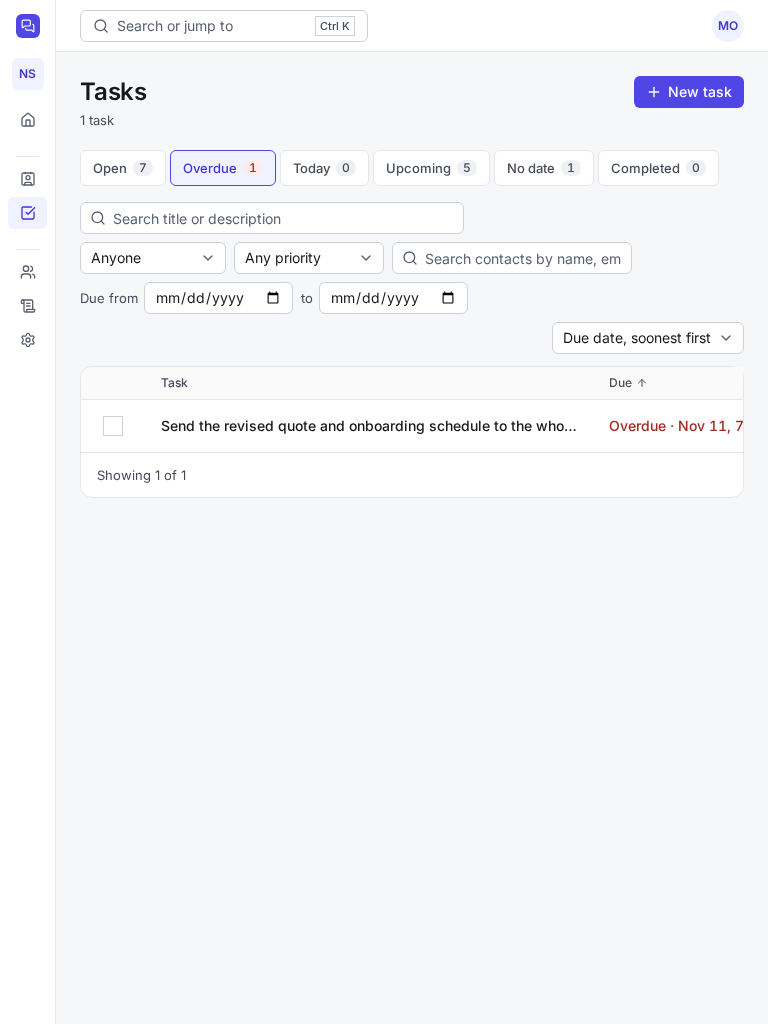 Search or jump to Ctrl K MO
NS
Tasks
New task
1 task
Open 7 Overdue 1 Today 0 Upcoming 5 No date 1 Completed 0
Search title or description
Anyone Any priority Search contacts by name, em
Due from mm/dd/yyyy to mm/dd/yyyy
Due date, soonest first
Task Due
Send the revised quote and onboarding schedule to the who... Overdue · Nov 11, 7
Showing 1 of 1